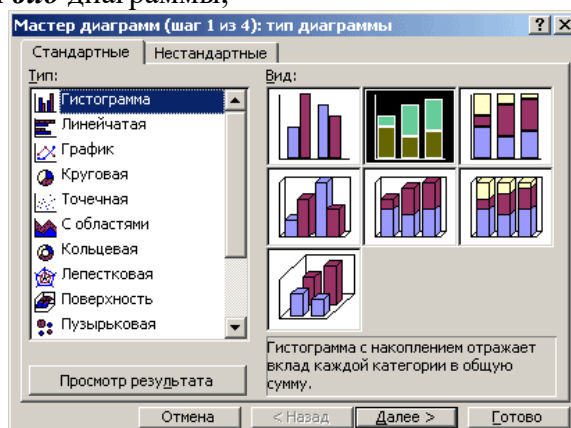 диаграммы,
Мастер диаграмм (шаг 1 из 4): тип диаграммы
Стандартные Нестандартные
Тип: Вид:
Гистограмма
Линейчатая
График
Круговая
Точечная
С областями
Кольцевая
Лепестковая
Поверхность
Пузырьковая
Гистограмма с накоплением отражает
вклад каждой категории в общую
сумму.
Просмотр результата
Отмена < Назад Далее > Готово